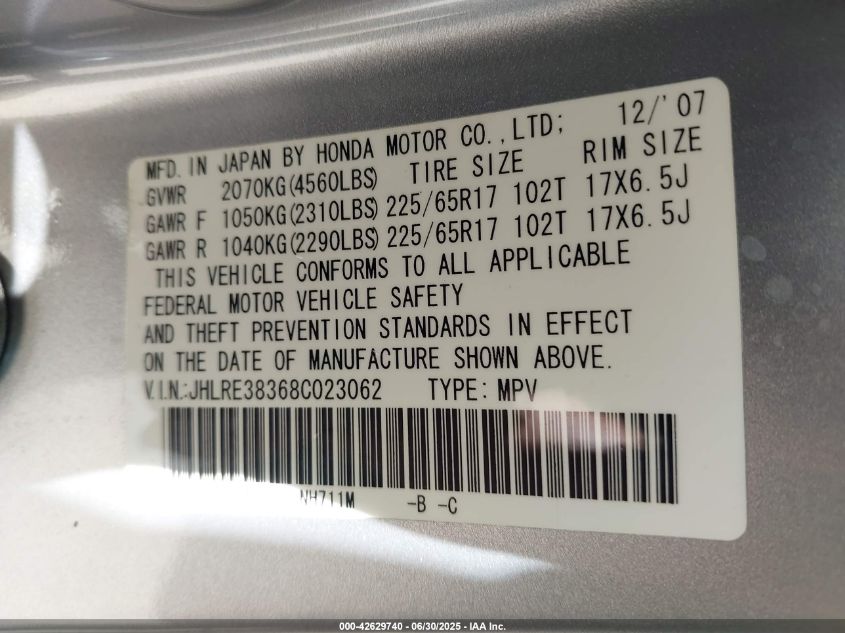 MFD. IN JAPAN BY HONDA MOTOR CO.,LTD; 12/'07
GVWR 2070KG(4560LBS) TIRE SIZE RIM SIZE
GAWR F 1050KG(2310LBS) 225/65R17 102T 17X6.5J
GAWR R 1040KG(2290LBS) 225/65R17 102T 17X6.5J
THIS VEHICLE CONFORMS TO ALL APPLICABLE
FEDERAL MOTOR VEHICLE SAFETY
AND THEFT PREVENTION STANDARDS IN EFFECT
ON THE DATE OF MANUFACTURE SHOWN ABOVE.
V.I.N.:JHLRE38368C023062 TYPE: MPV
NH711M -B -C
000-42629740 - 06/30/2025 - IAA Inc.